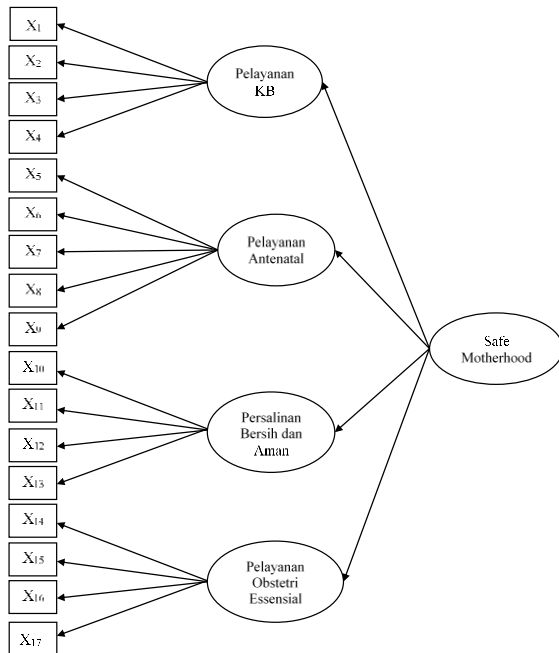 X₁
X₂
X₃
X₄
X₅
X₆
X₇
X₈
X₉
X₁₀
X₁₁
X₁₂
X₁₃
X₁₄
X₁₅
X₁₆
X₁₇
Pelayanan
KB
Pelayanan
Antenatal
Persalinan
Bersih dan
Aman
Pelayanan
Obstetri
Essensial
Safe
Motherhood